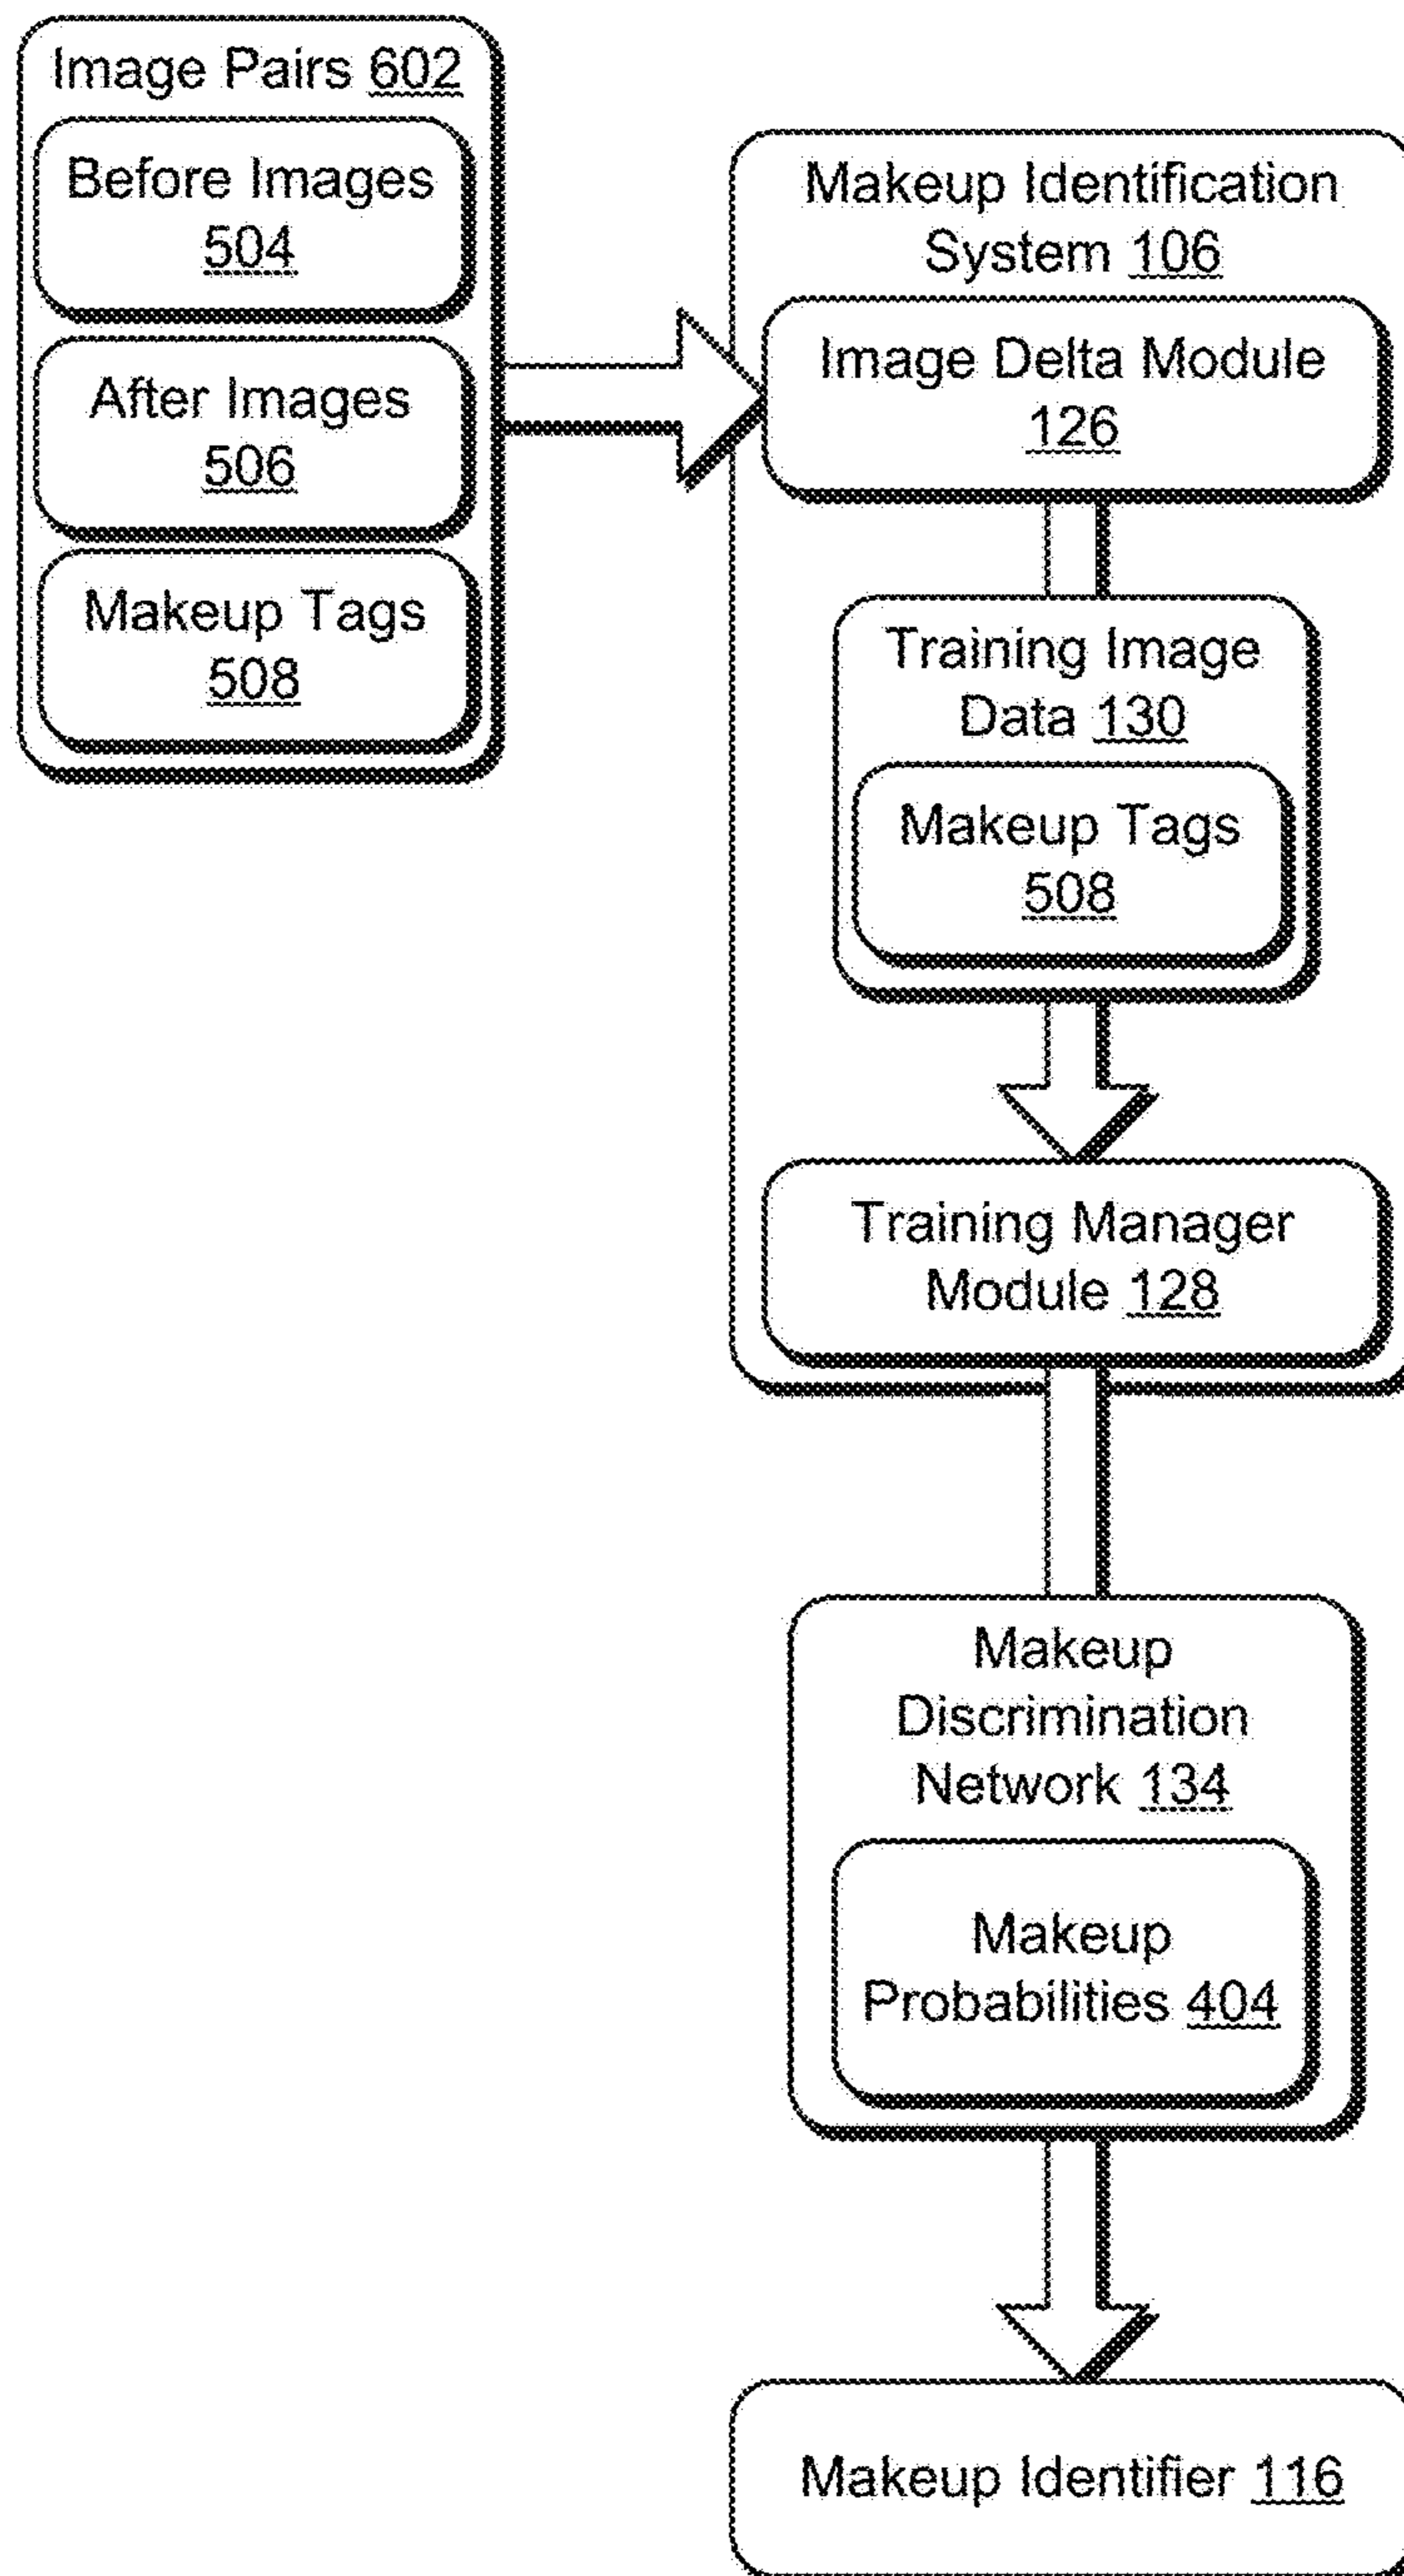 Image Pairs 602
Before Images
504
After Images
506
Makeup Tags
508
Makeup Identification
System 106
Image Delta Module
126
Training Image
Data 130
Makeup Tags
508
Training Manager
Module 128
Makeup
Discrimination
Network 134
Makeup
Probabilities 404
Makeup Identifier 116